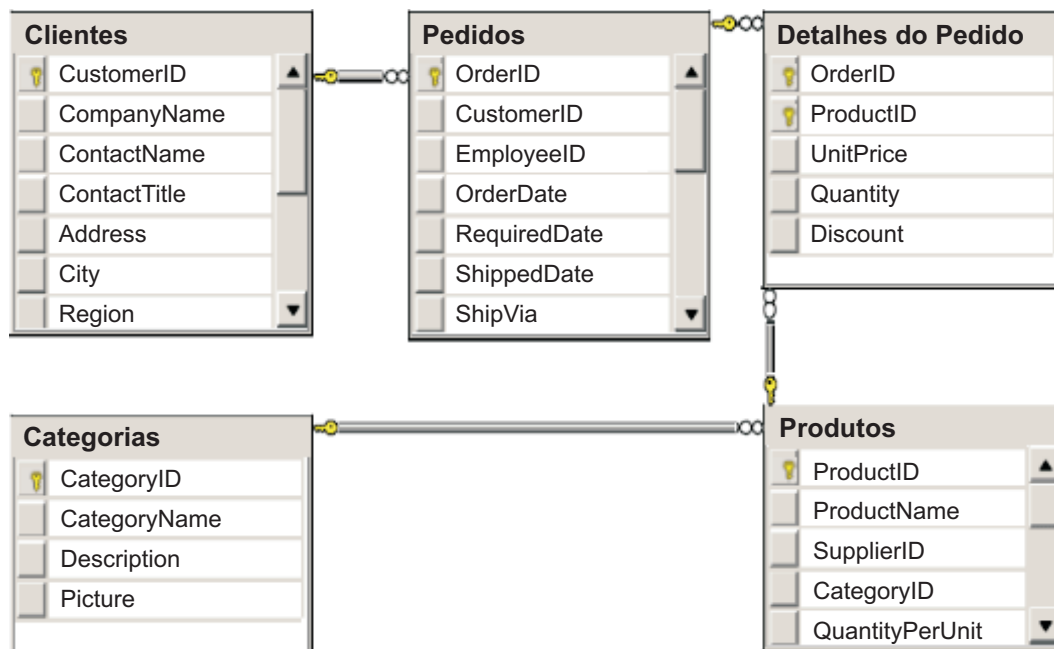 Clientes
CustomerID
CompanyName
ContactName
ContactTitle
Address
City
Region
Pedidos
OrderID
CustomerID
EmployeeID
OrderDate
RequiredDate
ShippedDate
ShipVia
Detalhes do Pedido
OrderID
ProductID
UnitPrice
Quantity
Discount
Categorias
CategoryID
CategoryName
Description
Picture
Produtos
ProductID
ProductName
SupplierID
CategoryID
QuantityPerUnit